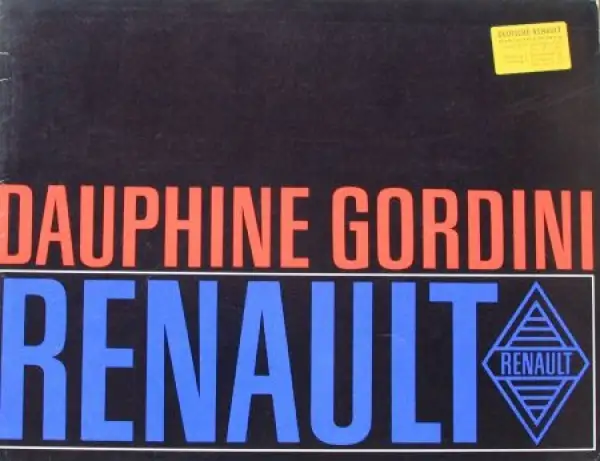 DEUTSCHE RENAULT
DAUPHINE GORDINI
RENAULT
RENAULT